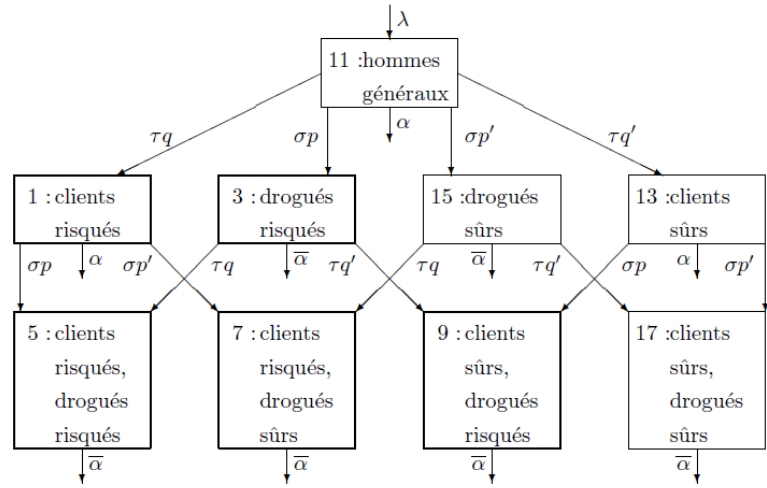 λ
11 :hommes
généraux
τq σp α σp′ τq′
1 : clients
risqués
3 : drogués
risqués
15 :drogués
sûrs
13 :clients
sûrs
σp α σp′ τq α̅ τq′ τq α̅ τq′ σp α σp′
5 : clients
risqués,
drogués
risqués
7 : clients
risqués,
drogués
sûrs
9 : clients
sûrs,
drogués
risqués
17 :clients
sûrs,
drogués
sûrs
α̅ α̅ α̅ α̅